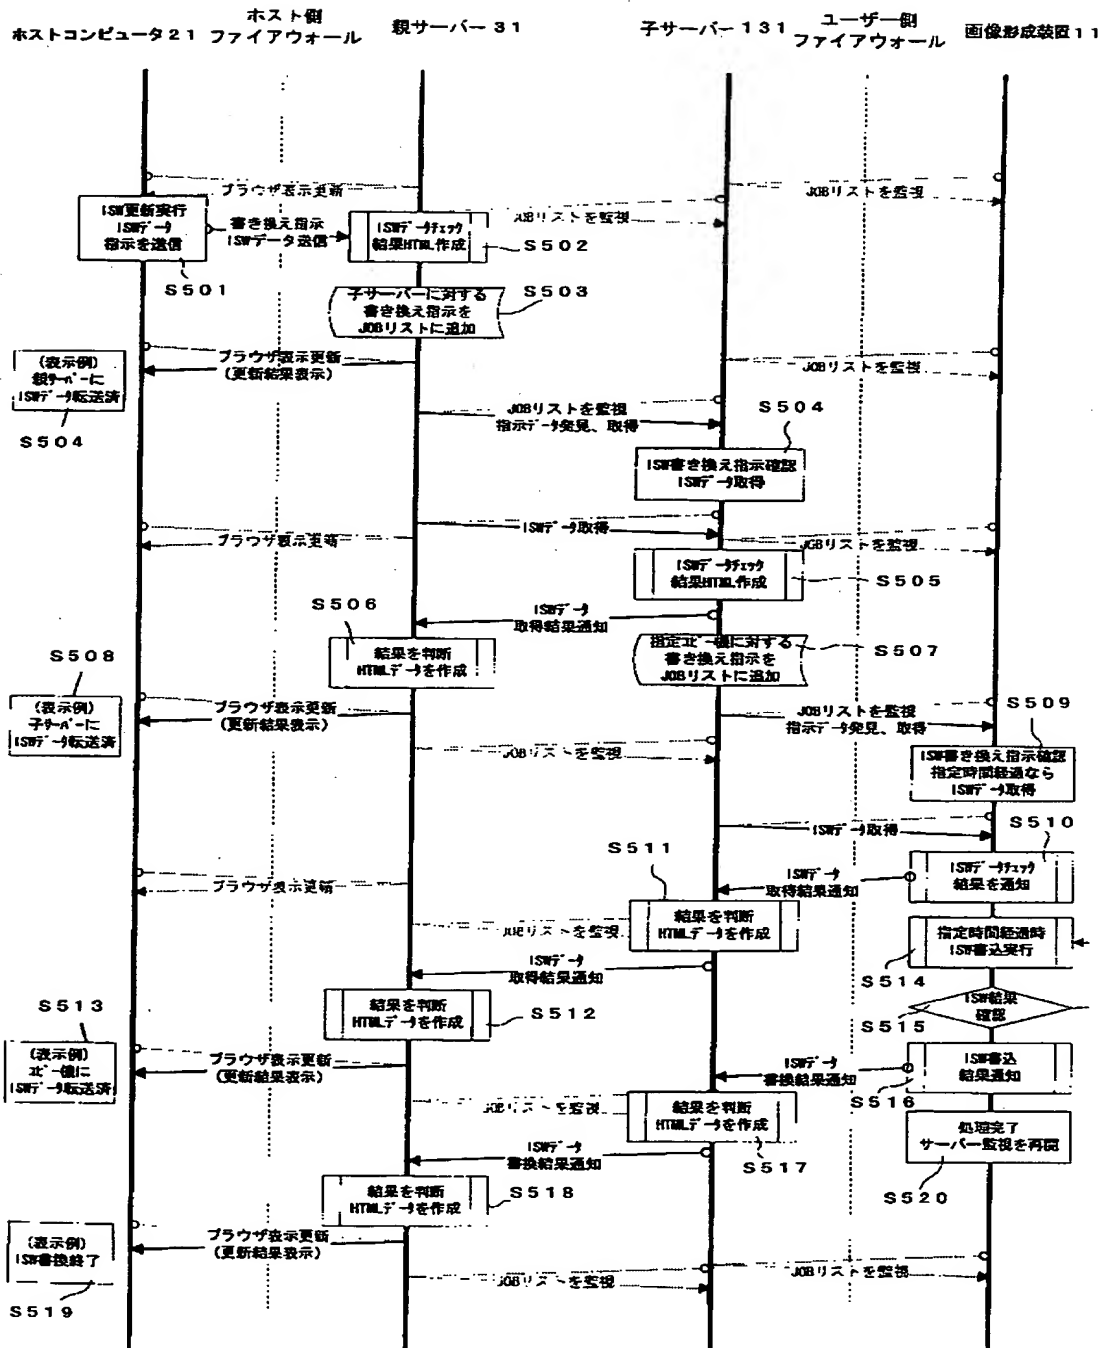 ホストコンピュータ21
ホスト側
ファイアウォール
親サーバー31
子サーバー131
ユーザー側
ファイアウォール
画像形成装置11
ブラウザ表示更新
JOBリストを監視
ISW更新実行
ISWデータ
指示を送信
書き換え指示
ISWデータ送信
ISWデータチェック
結果HTML作成
JOBリストを監視
S501
S502
子サーバーに対する
書き換え指示を
JOBリストに追加
S503
(表示例)
親サーバーに
ISWデータ転送済
ブラウザ表示更新
(更新結果表示)
JOBリストを監視
S504
JOBリストを監視
指示データ発見、取得
S504
ISW書き換え指示確認
ISWデータ取得
ブラウザ表示更新
ISWデータ取得
JOBリストを監視
ISWデータチェック
結果HTML作成
S505
S506
ISWデータ
取得結果通知
結果を判断
HTMLデータを作成
指定コピー機に対する
書き換え指示を
JOBリストに追加
S507
S508
(表示例)
子サーバーに
ISWデータ転送済
ブラウザ表示更新
(更新結果表示)
JOBリストを監視
指示データ発見、取得
S509
JOBリストを監視
ISW書き換え指示確認
指定時間経過なら
ISWデータ取得
ISWデータ取得
S510
S511
ISWデータ
取得結果通知
ISWデータチェック
結果を通知
ブラウザ表示更新
JOBリストを監視
結果を判断
HTMLデータを作成
指定時間経過時
ISW書込実行
S514
ISWデータ
取得結果通知
S513
結果を判断
HTMLデータを作成
S512
ISW結果
確認
S515
(表示例)
コピー機に
ISWデータ転送済
ブラウザ表示更新
(更新結果表示)
ISWデータ
書換結果通知
ISW書込
結果通知
S516
JOBリストを監視
結果を判断
HTMLデータを作成
S517
処理完了
サーバー監視を再開
S520
ISWデータ
書換結果通知
結果を判断
HTMLデータを作成
S518
(表示例)
ISW書換終了
ブラウザ表示更新
(更新結果表示)
S519
JOBリストを監視
JOBリストを監視